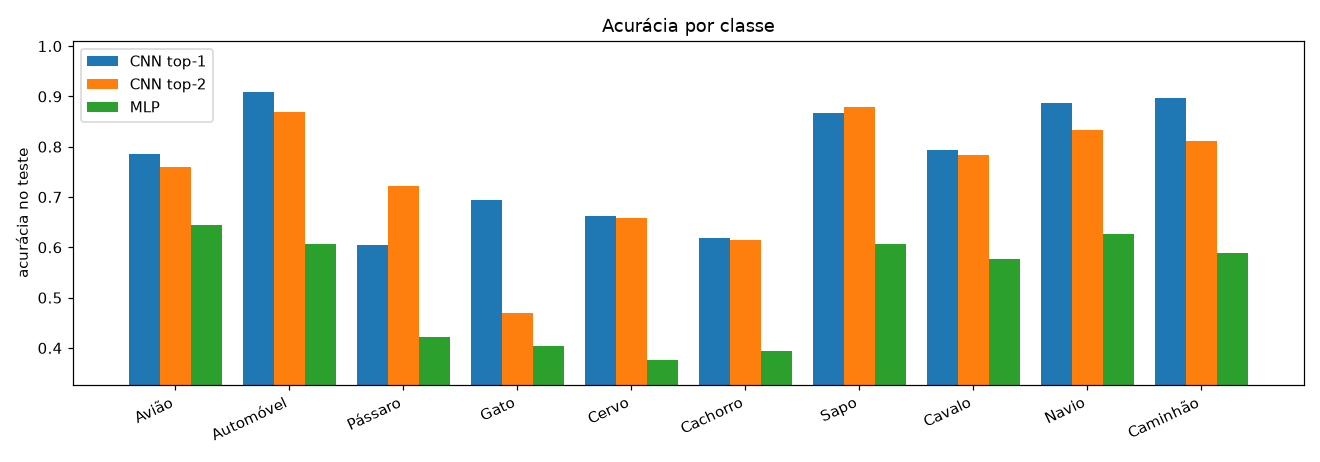 Acurácia por classe
CNN top-1
CNN top-2
MLP
acurácia no teste
1.0
0.9
0.8
0.7
0.6
0.5
0.4
Avião
Automóvel
Pássaro
Gato
Cervo
Cachorro
Sapo
Cavalo
Navio
Caminhão